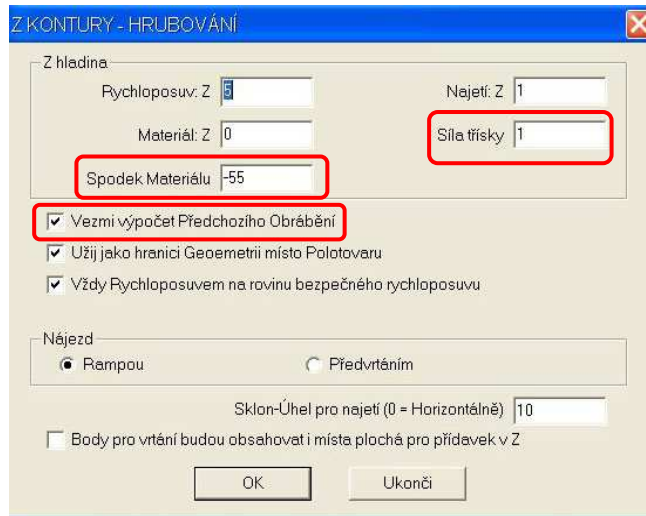 Z KONTURY - HRUBOVÁNÍ
Z hladina
Rychloposuv: Z 5 Najetí: Z 1
Materiál: Z 0 Síla třísky 1
Spodek Materiálu -55
Vezmi výpočet Předchozího Obrábění
Užij jako hranici Geoemetrii místo Polotovaru
Vždy Rychloposuvem na rovinu bezpečného rychloposuvu
Nájezd
Rampou Předvrtáním
Sklon-Úhel pro najetí (0 = Horizontálně) 10
Body pro vrtání budou obsahovat i místa plochá pro přídavek v Z
OK Ukonči